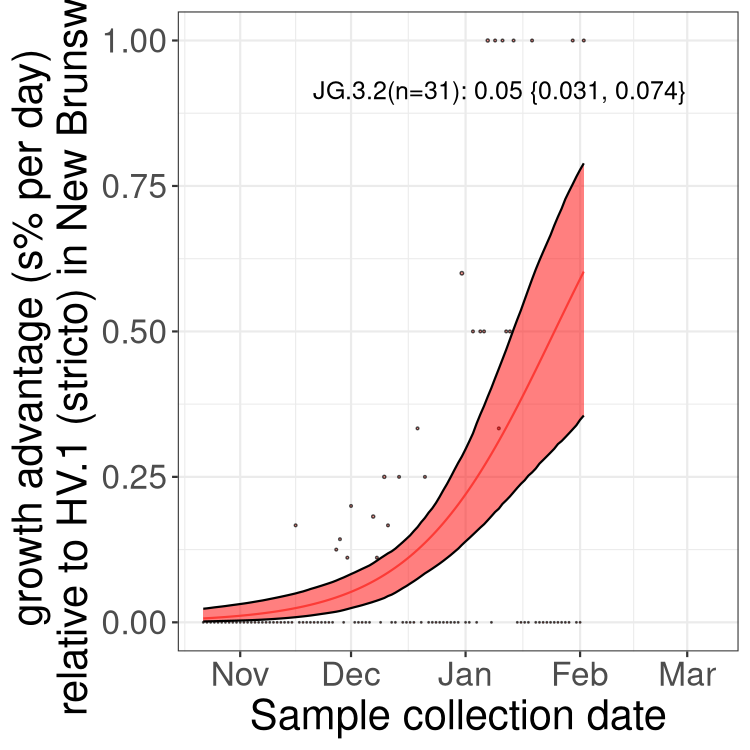 growth advantage (s% per day)
relative to HV.1 (stricto) in New Brunsw
1.00
0.75
0.50
0.25
0.00
JG.3.2(n=31): 0.05 {0.031, 0.074}
Nov Dec Jan Feb Mar
Sample collection date